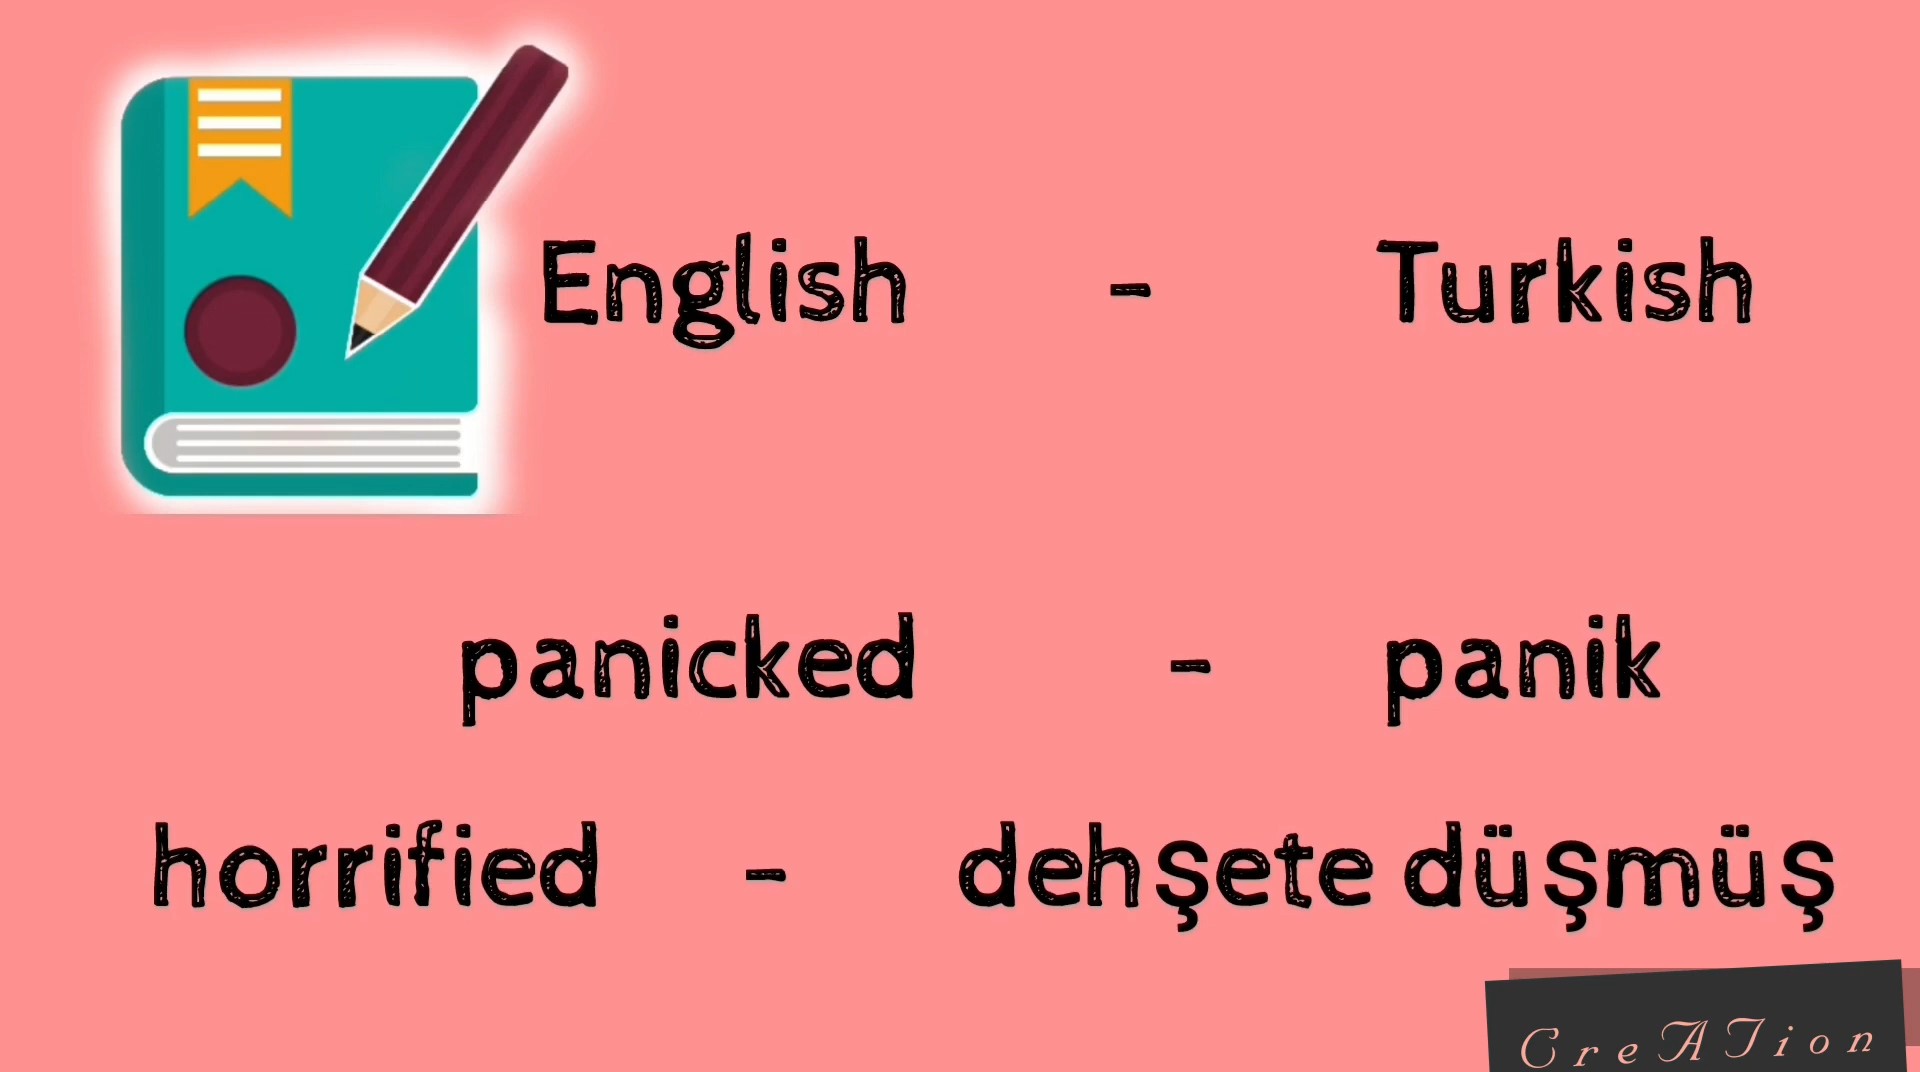 English - Turkish
panicked - panik
horrified - dehşete düşmüş
CreATion